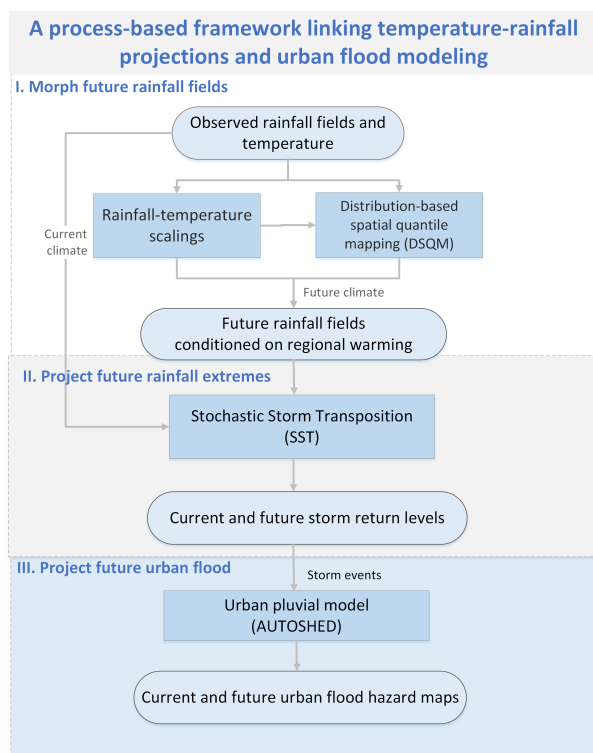 A process-based framework linking temperature-rainfall
projections and urban flood modeling
I. Morph future rainfall fields
Observed rainfall fields and
temperature
Rainfall-temperature
scalings
Distribution-based
spatial quantile
mapping (DSQM)
Current
climate
Future climate
Future rainfall fields
conditioned on regional warming
II. Project future rainfall extremes
Stochastic Storm Transposition
(SST)
Current and future storm return levels
III. Project future urban flood
Storm events
Urban pluvial model
(AUTOSHED)
Current and future urban flood hazard maps